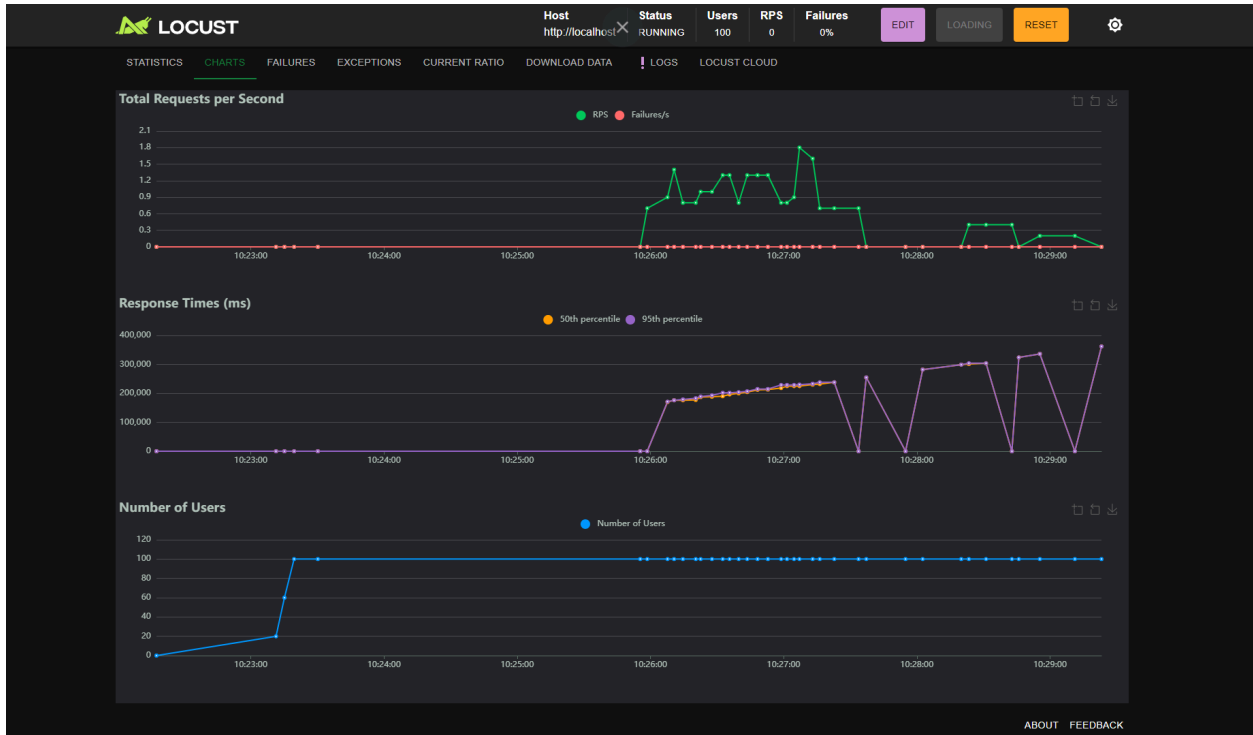 LOCUST
Host
http://localhost
Status
RUNNING
Users
100
RPS
0
Failures
0%
EDIT
LOADING
RESET
STATISTICS CHARTS FAILURES EXCEPTIONS CURRENT RATIO DOWNLOAD DATA ! LOGS LOCUST CLOUD
Total Requests per Second
RPS Failures/s
2.1
1.8
1.5
1.2
0.9
0.6
0.3
0
10:23:00 10:24:00 10:25:00 10:26:00 10:27:00 10:28:00 10:29:00
Response Times (ms)
50th percentile 95th percentile
400,000
300,000
200,000
100,000
0
10:23:00 10:24:00 10:25:00 10:26:00 10:27:00 10:28:00 10:29:00
Number of Users
Number of Users
120
100
80
60
40
20
0
10:23:00 10:24:00 10:25:00 10:26:00 10:27:00 10:28:00 10:29:00
ABOUT FEEDBACK